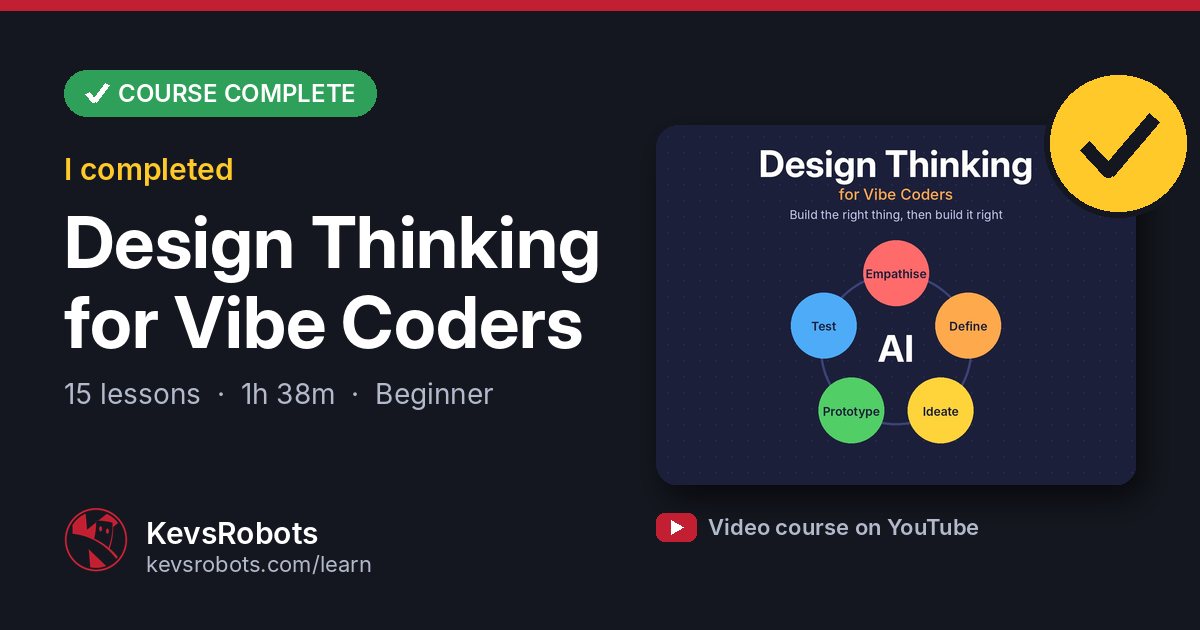 COURSE COMPLETE
I completed
Design Thinking
for Vibe Coders
15 lessons · 1h 38m · Beginner
KevsRobots
kevsrobots.com/learn
Design Thinking
for Vibe Coders
Build the right thing, then build it right
Empathise
Test
Define
AI
Prototype
Ideate
Video course on YouTube